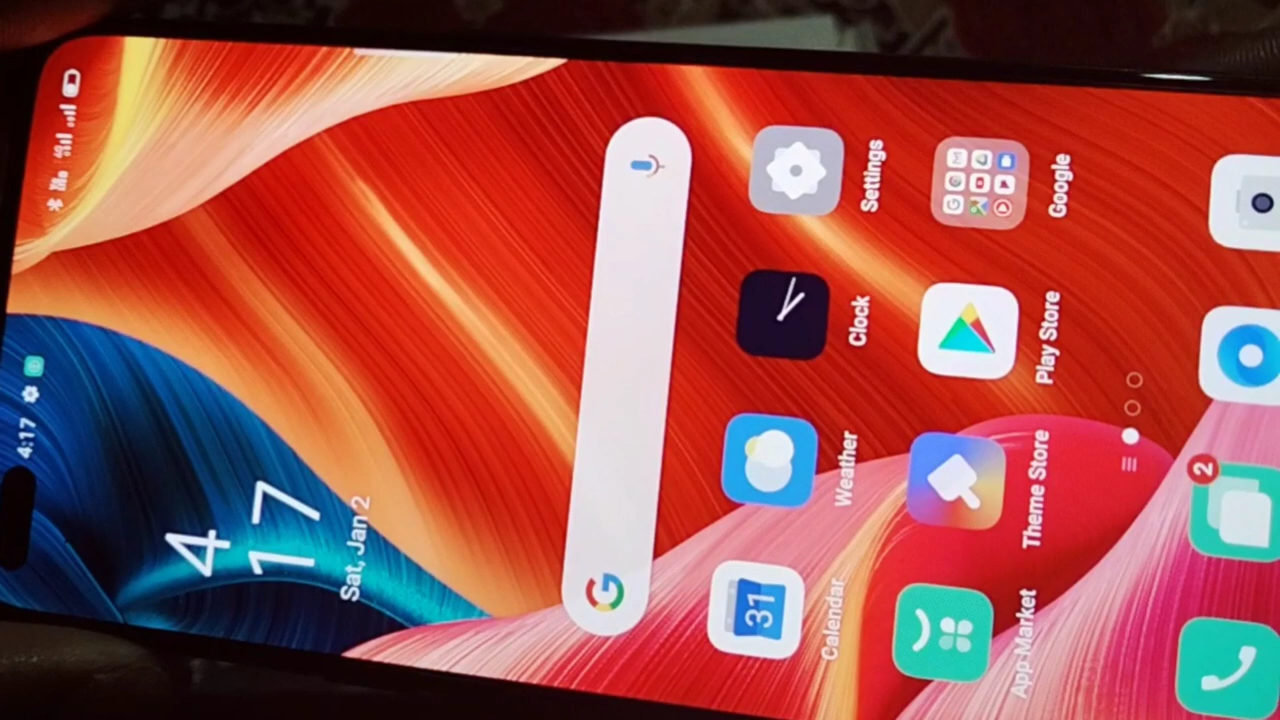 4:17
4G
4
17
Sat, Jan 2
G
31
Calendar
Weather
Clock
Settings
App Market
Theme Store
Play Store
Google
2